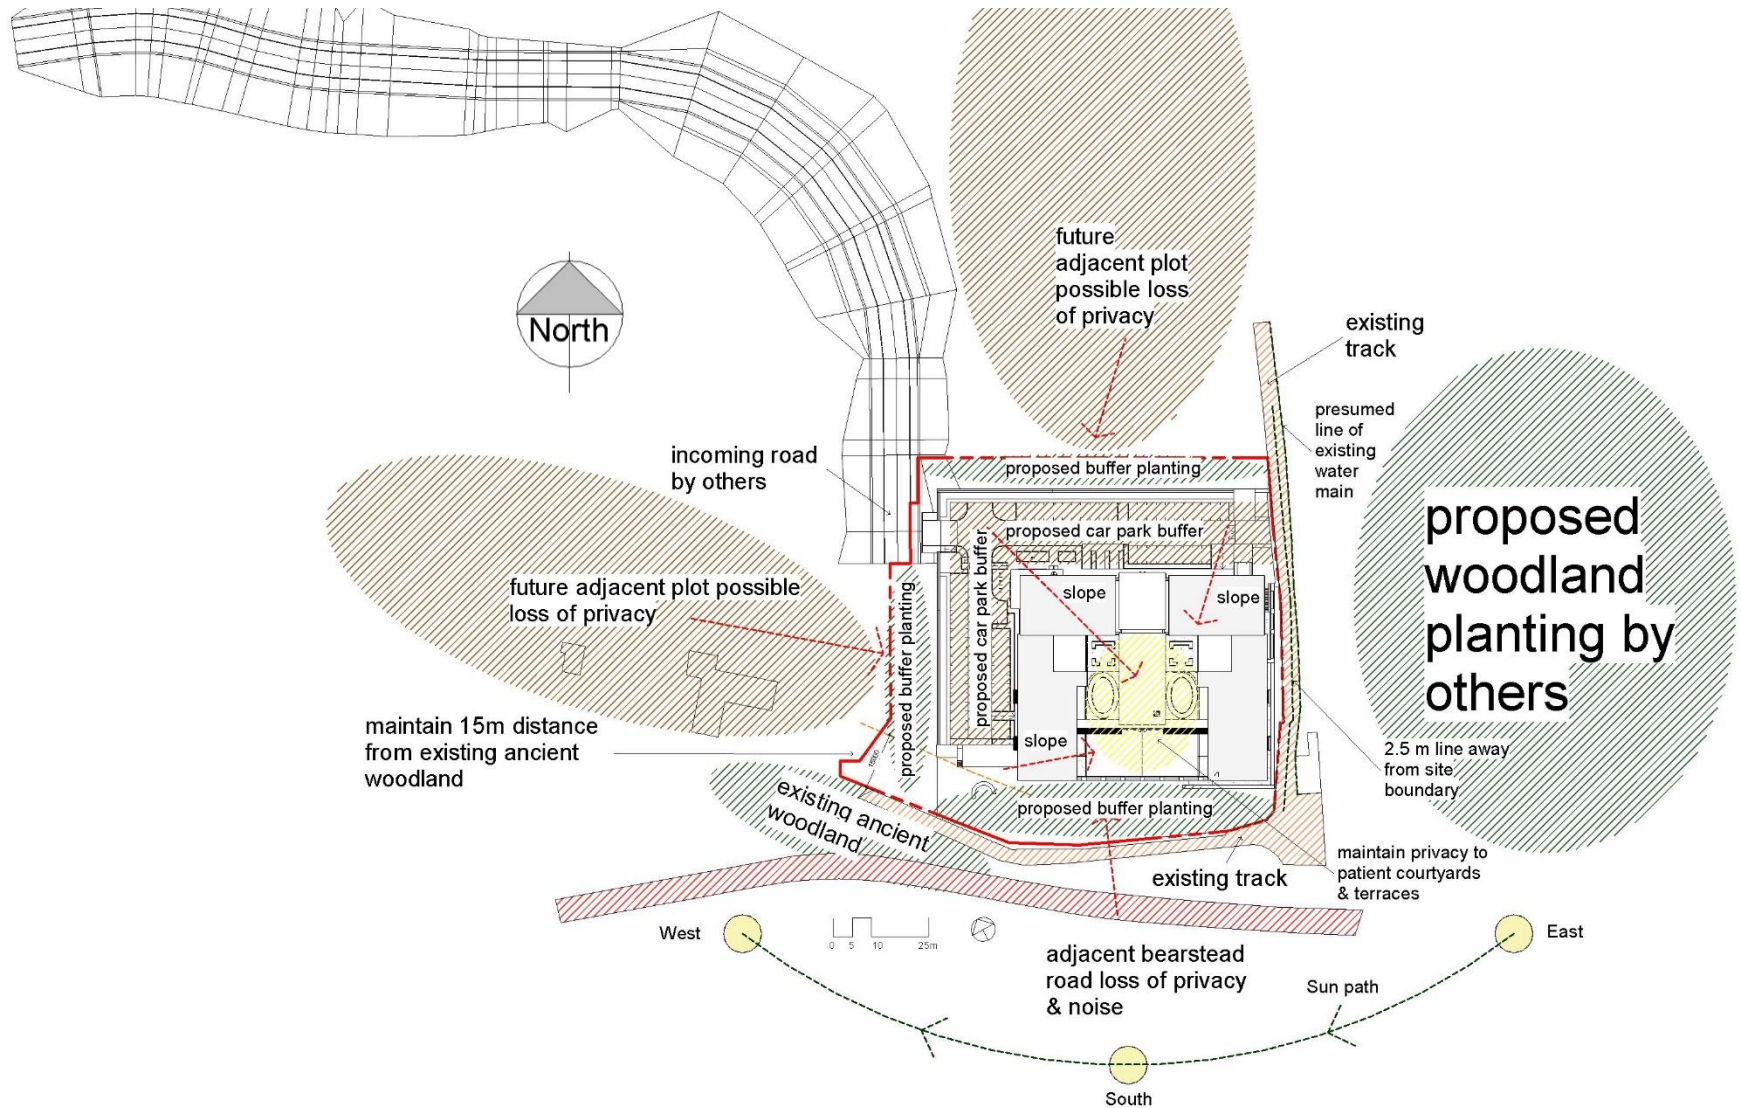 future
adjacent plot
possible loss
of privacy
North
existing
track
presumed
line of
existing
water
main
incoming road
by others
proposed buffer planting
proposed car park buffer
proposed
woodland
planting by
others
future adjacent plot possible
loss of privacy
slope
slope
proposed buffer planting
proposed car park buffer
maintain 15m distance
from existing ancient
woodland
slope
15000
2.5 m line away
from site
boundary
existing ancient
woodland
proposed buffer planting
existing track
maintain privacy to
patient courtyards
& terraces
West
0 5 10 25m
East
adjacent bearstead
road loss of privacy
& noise
Sun path
South